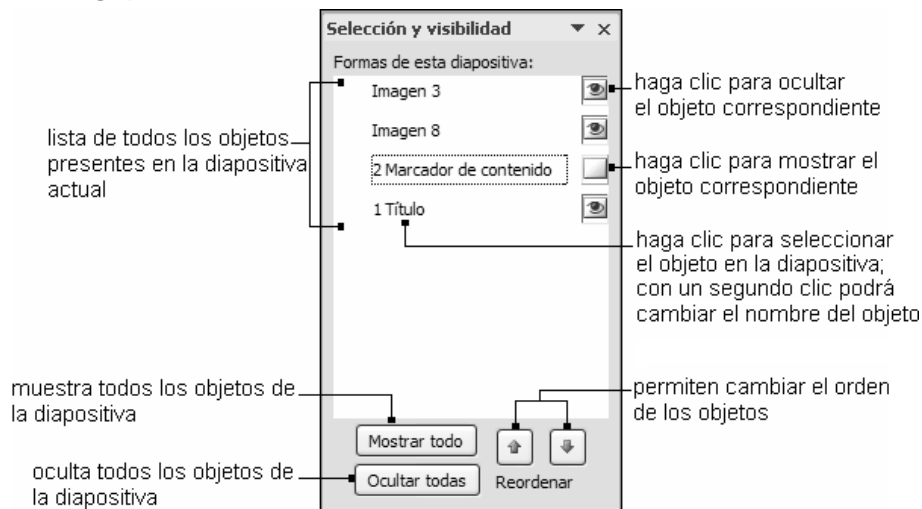 Selección y visibilidad
Formas de esta diapositiva:
Imagen 3
Imagen 8
2 Marcador de contenido
1 Título
haga clic para ocultar
el objeto correspondiente
haga clic para mostrar el
objeto correspondiente
haga clic para seleccionar
el objeto en la diapositiva;
con un segundo clic podrá
cambiar el nombre del objeto
lista de todos los objetos
presentes en la diapositiva
actual
muestra todos los objetos de
la diapositiva
permiten cambiar el orden
de los objetos
Mostrar todo
oculta todos los objetos de
la diapositiva
Ocultar todas
Reordenar